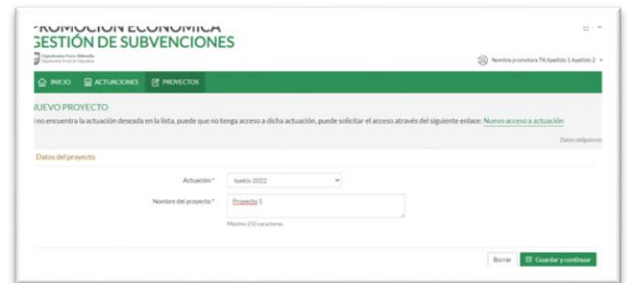 PROMOCIÓN ECONÓMICA
GESTIÓN DE SUBVENCIONES
Nombre promotora TX Apellido 1 Apellido 2
INICIO ACTUACIONES PROYECTOS
NUEVO PROYECTO
i no encuentra la actuación deseada en la lista, puede que no tenga acceso a dicha actuación, puede solicitar el acceso através del siguiente enlace: Nuevo acceso a actuación
Datos obligatorio
Datos del proyecto
Actuación *
txekin 2022
Nombre del proyecto *
Proyecto 1
Máximo 250 caracteres
Borrar Guardar y continuar